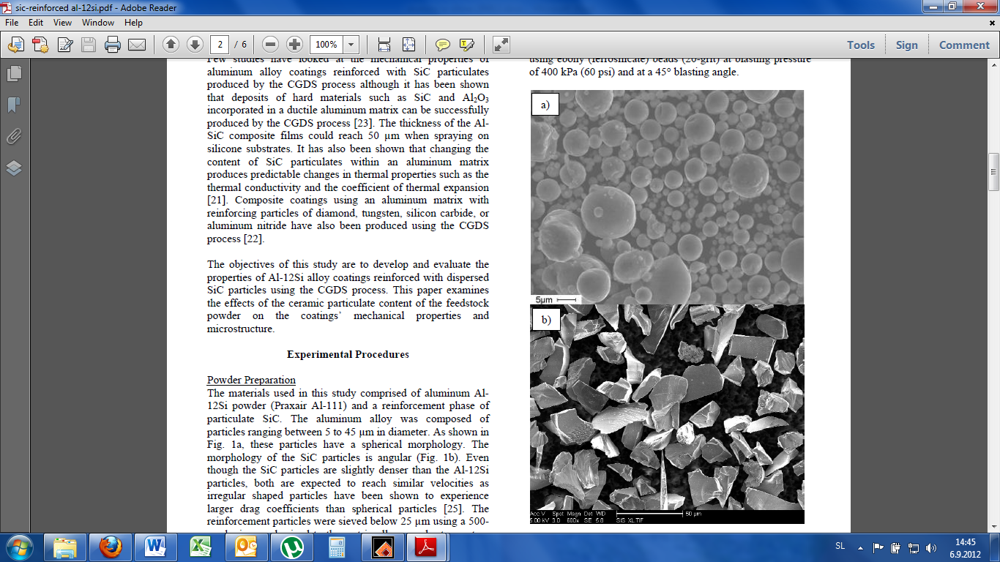 sic-reinforced al-12si.pdf - Adobe Reader
File Edit View Window Help
2 / 6 100% Tools Sign Comment
Few studies have looked at the mechanical properties of
aluminum alloy coatings reinforced with SiC particulates
produced by the CGDS process although it has been shown
that deposits of hard materials such as SiC and Al₂O₃
incorporated in a ductile aluminum matrix can be successfully
produced by the CGDS process [23]. The thickness of the Al-
SiC composite films could reach 50 µm when spraying on
silicone substrates. It has also been shown that changing the
content of SiC particulates within an aluminum matrix
produces predictable changes in thermal properties such as the
thermal conductivity and the coefficient of thermal expansion
[21]. Composite coatings using an aluminum matrix with
reinforcing particles of diamond, tungsten, silicon carbide, or
aluminum nitride have also been produced using the CGDS
process [22].
The objectives of this study are to develop and evaluate the
properties of Al-12Si alloy coatings reinforced with dispersed
SiC particles using the CGDS process. This paper examines
the effects of the ceramic particulate content of the feedstock
powder on the coatings’ mechanical properties and
microstructure.
Experimental Procedures
Powder Preparation
The materials used in this study comprised of aluminum Al-
12Si powder (Praxair Al-111) and a reinforcement phase of
particulate SiC. The aluminum alloy was composed of
particles ranging between 5 to 45 µm in diameter. As shown in
Fig. 1a, these particles have a spherical morphology. The
morphology of the SiC particles is angular (Fig. 1b). Even
though the SiC particles are slightly denser than the Al-12Si
particles, both are expected to reach similar velocities as
irregular shaped particles have been shown to experience
larger drag coefficients than spherical particles [25]. The
reinforcement particles were sieved below 25 µm using a 500-
using ebony (ferrosilicate) beads (20-grit) at blasting pressure
of 400 kPa (60 psi) and at a 45° blasting angle.
a)
5µm
b)
Acc.V Spot Magn Det WD 50 µm
5.00 kV 3.0 600x SE 5.8 SIS XLTIF
SL 14:45
6.9.2012